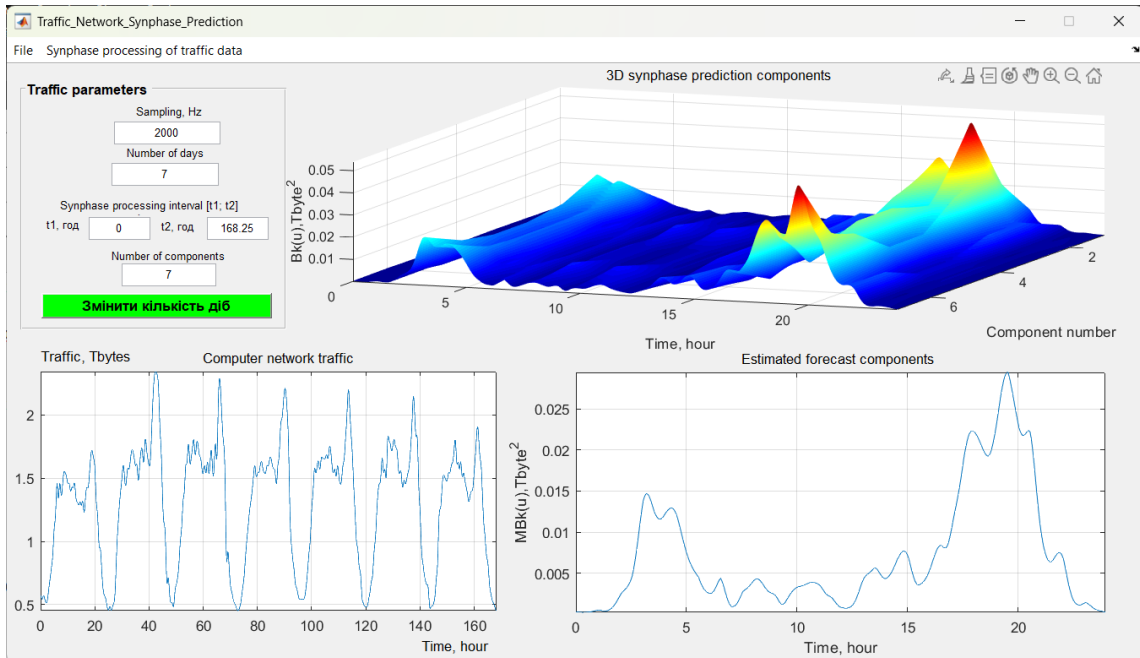 Traffic_Network_Synphase_Prediction
File Synphase processing of traffic data
Traffic parameters
Sampling, Hz
2000
Number of days
7
Synphase processing interval [t1; t2]
t1, год 0 t2, год 168.25
Number of components
7
Змінити кількість діб
3D synphase prediction components
Bk(u),Tbyte²
0.05
0.04
0.03
0.02
0.01
0 5 10 15 20
Time, hour
2
4
6
Component number
Traffic, Tbytes
Computer network traffic
2
1.5
1
0.5
0 20 40 60 80 100 120 140 160
Time, hour
Estimated forecast components
MBk(u),Tbyte²
0.025
0.02
0.015
0.01
0.005
0 5 10 15 20
Time, hour